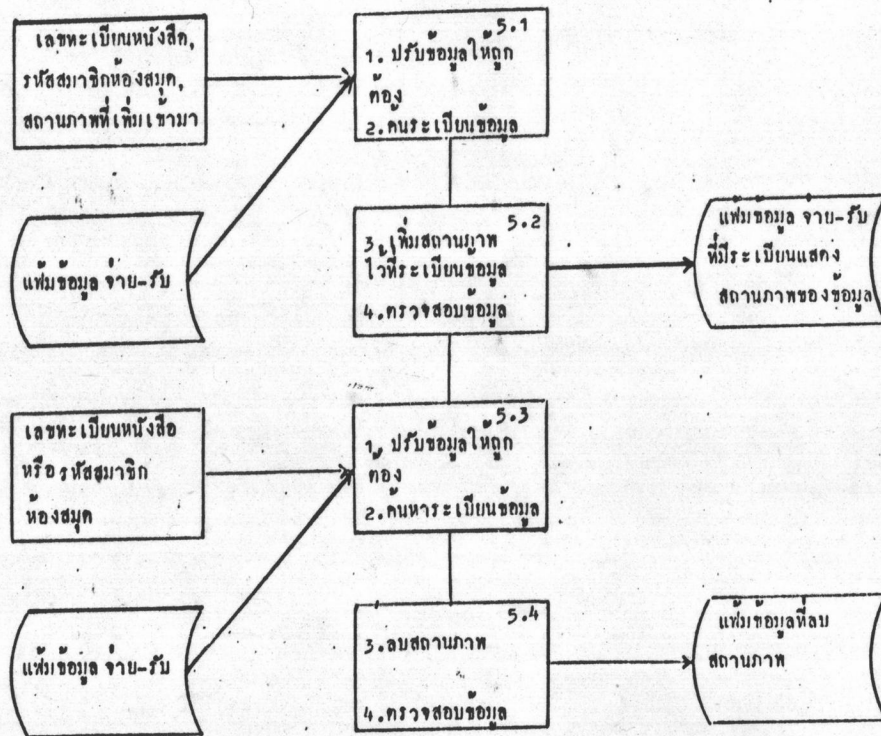 เลขทะเบียนหนังสือ,
รหัสสมาชิกห้องสมุด,
สถานภาพที่เพิ่มเข้ามา
5.1
1. ปรับข้อมูลให้ถูก
ต้อง
2.ค้นระเบียนข้อมูล
แฟ้มข้อมูล จ่าย-รับ
5.2
3.เพิ่มสถานภาพ
ไว้ที่ระเบียนข้อมูล
4.ตรวจสอบข้อมูล
แฟ้มข้อมูล จ่าย-รับ
ที่มีระเบียนแสดง
สถานภาพของข้อมูล
เลขทะเบียนหนังสือ
หรือรหัสสมาชิก
ห้องสมุด
5.3
1. ปรับข้อมูลให้ถูก
ต้อง
2.ค้นหาระเบียนข้อมูล
แฟ้มข้อมูล จ่าย-รับ
5.4
3.ลบสถานภาพ
4.ตรวจสอบข้อมูล
แฟ้มข้อมูลที่ลบ
สถานภาพ